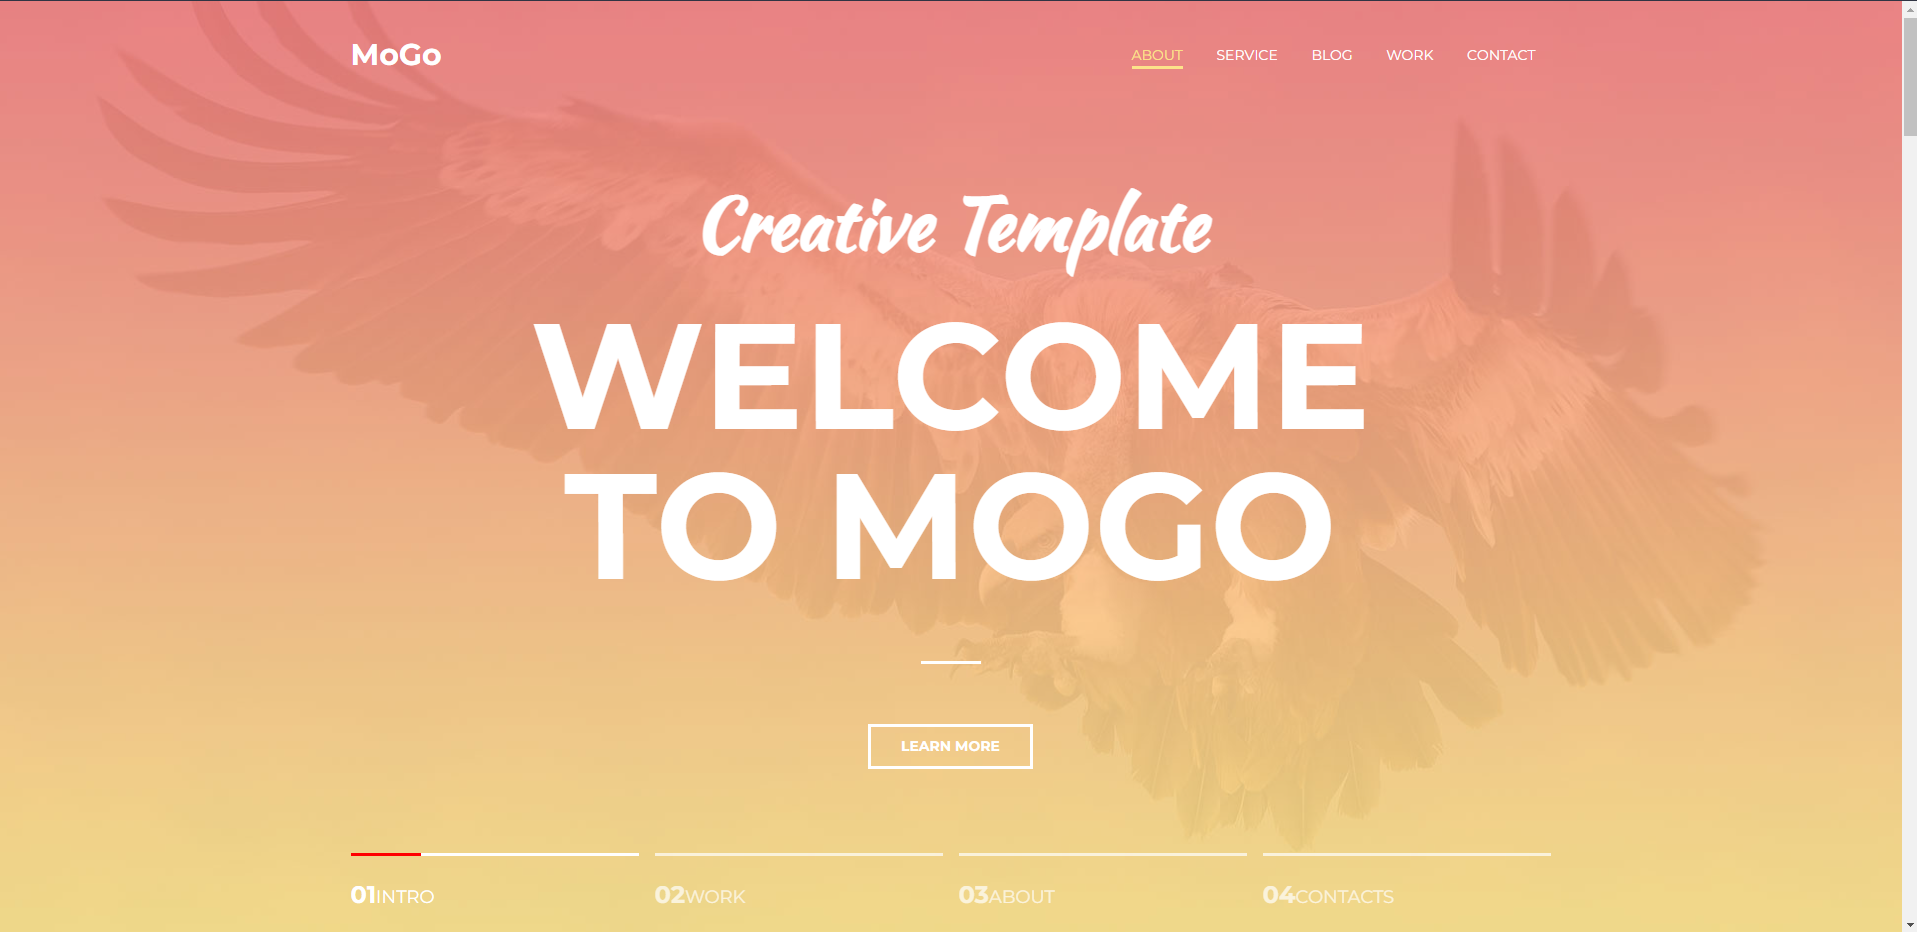 MoGo
ABOUT SERVICE BLOG WORK CONTACT
Creative Template
WELCOME
TO MOGO
LEARN MORE
01INTRO 02WORK 03ABOUT 04CONTACTS